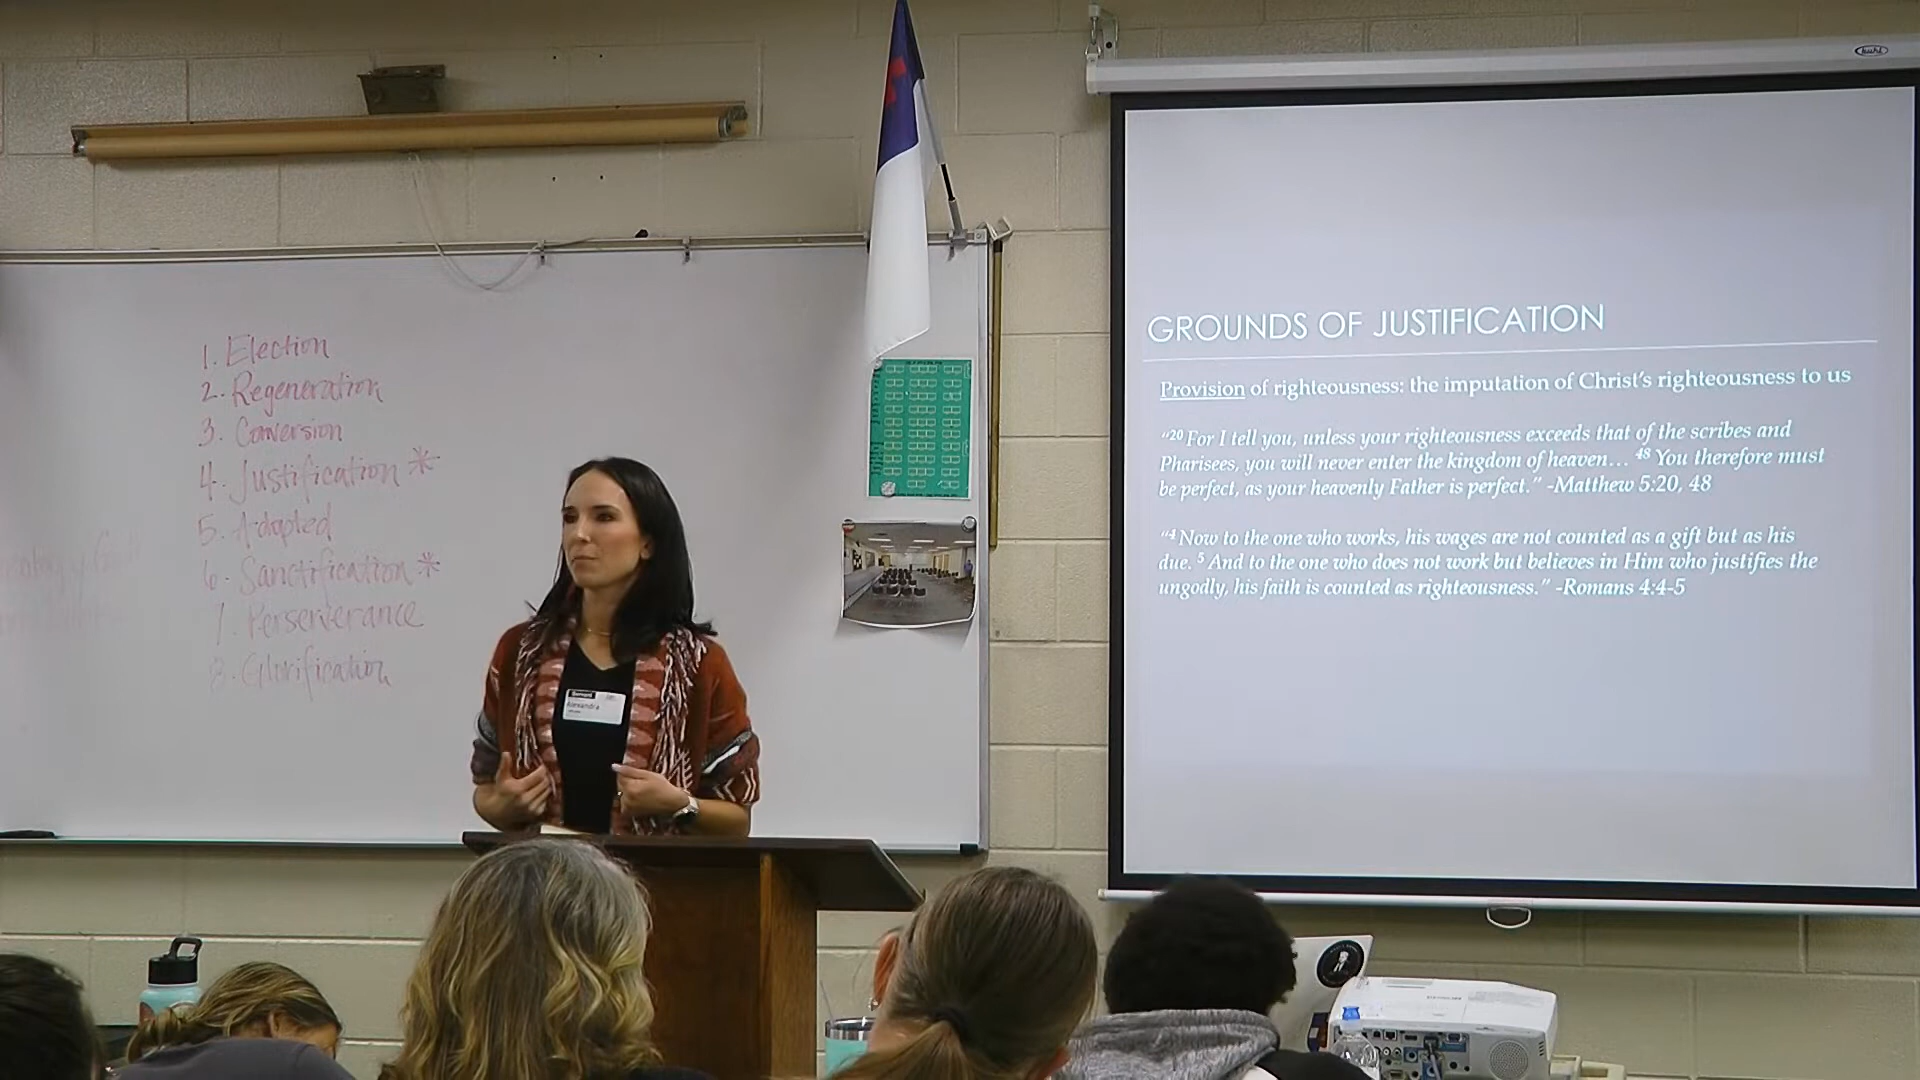 1. Election
2. Regeneration
3. Conversion
4. Justification *
5. Adopted
6. Sanctification *
7. Perserverance
8. Glorification
Alexandra
GROUNDS OF JUSTIFICATION
Provision of righteousness: the imputation of Christ's righteousness to us
"20 For I tell you, unless your righteousness exceeds that of the scribes and
Pharisees, you will never enter the kingdom of heaven… 48 You therefore must
be perfect, as your heavenly Father is perfect." -Matthew 5:20, 48
"4 Now to the one who works, his wages are not counted as a gift but as his
due. 5 And to the one who does not work but believes in Him who justifies the
ungodly, his faith is counted as righteousness." -Romans 4:4-5